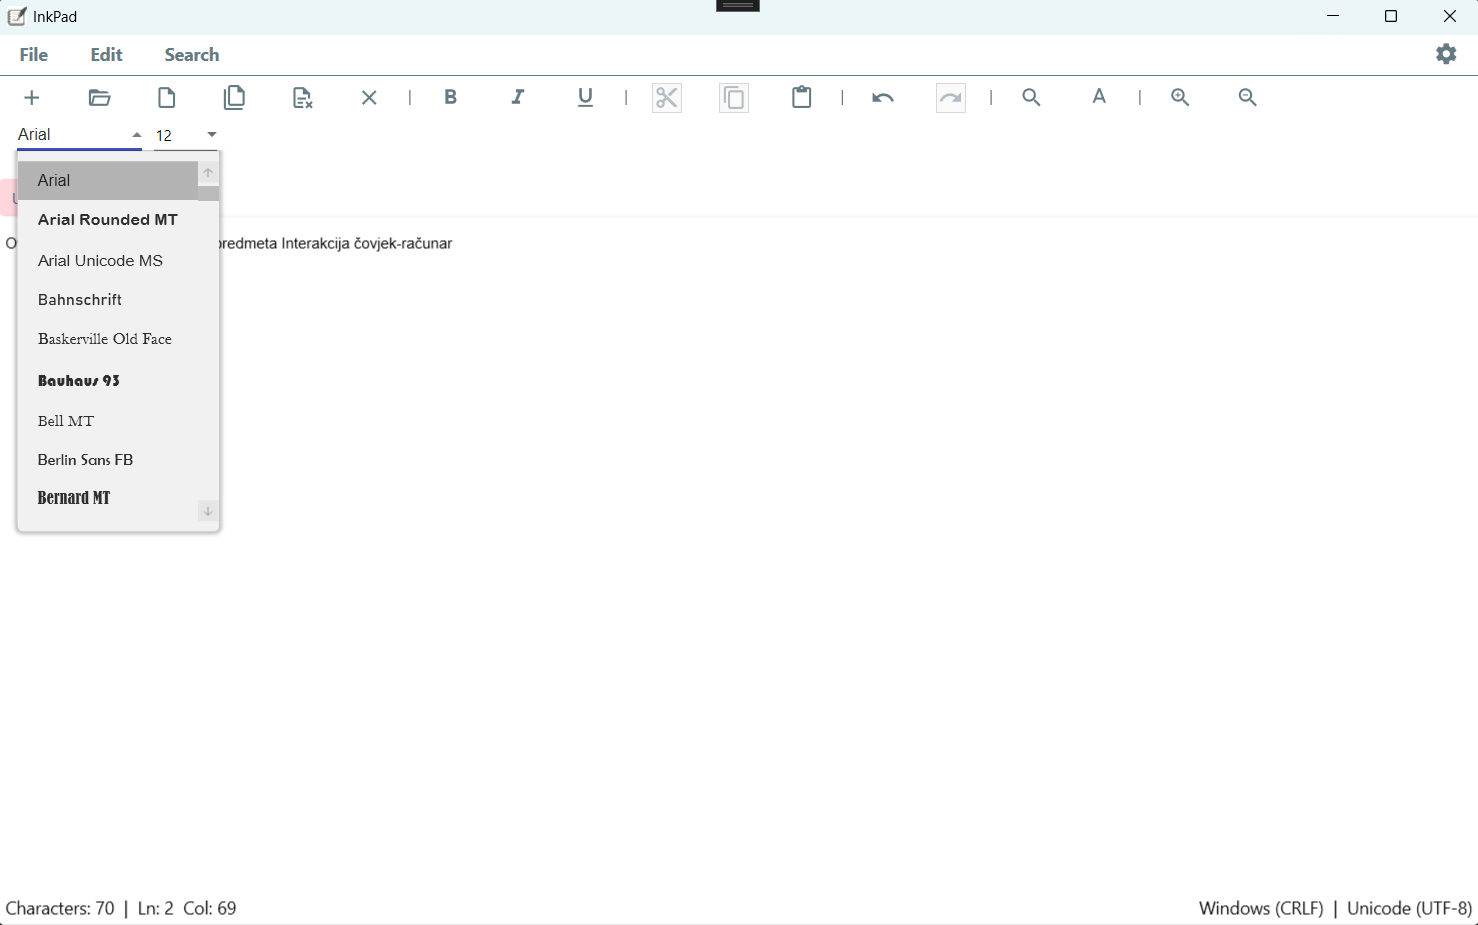 InkPad
File Edit Search
B I U A
Arial 12
Arial
Arial Rounded MT
predmeta Interakcija čovjek-računar
Arial Unicode MS
Bahnschrift
Baskerville Old Face
Bauhaus 93
Bell MT
Berlin Sans FB
Bernard MT
Characters: 70 | Ln: 2 Col: 69
Windows (CRLF) | Unicode (UTF-8)